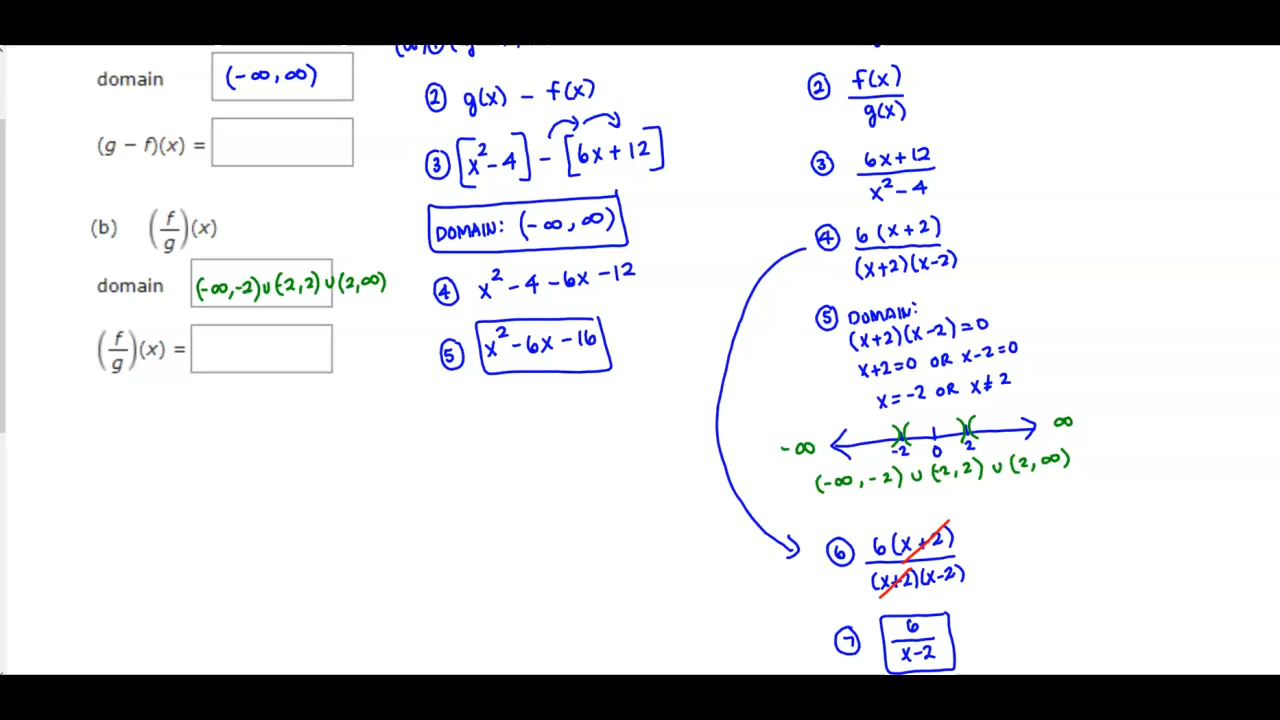 domain (-∞, ∞)
(g - f)(x) =
(b) (f/g)(x)
domain (-∞,-2)∪(-2,2)∪(2,∞)
(f/g)(x) =
② g(x) - f(x)
③ [x² - 4] - [6x + 12]
DOMAIN: (-∞, ∞)
④ x² - 4 - 6x - 12
⑤ x² - 6x - 16
② f(x)/g(x)
③ 6x+12/x² - 4
④ 6(x+2)/(x+2)(x-2)
⑤ DOMAIN:
(x+2)(x-2)=0
x+2=0 OR x-2=0
x=-2 OR x≠2
-∞ -2 0 2 ∞
(-∞,-2) ∪ (-2,2) ∪ (2,∞)
⑥ 6(x+2)/(x+2)(x-2)
⑦ 6/x-2